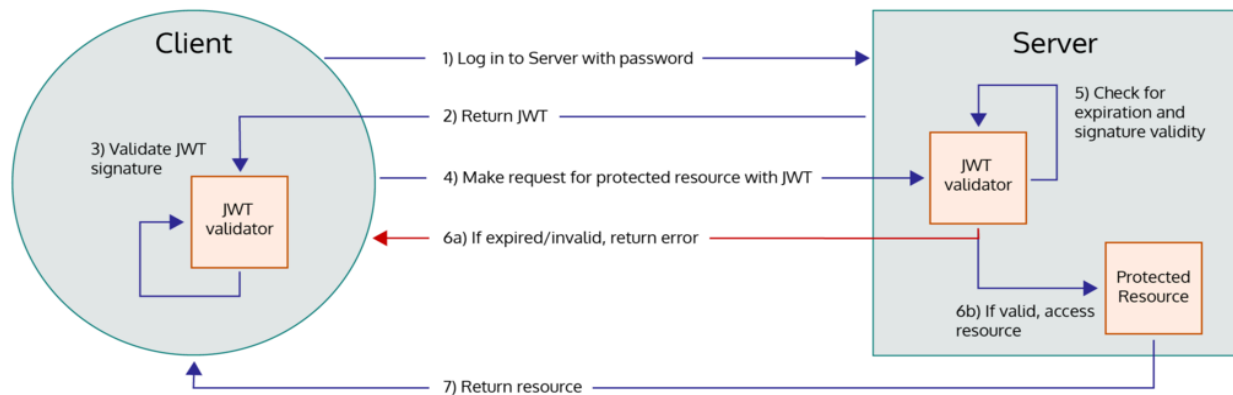 Client
Server
1) Log in to Server with password
2) Return JWT
3) Validate JWT
signature
JWT
validator
4) Make request for protected resource with JWT
JWT
validator
5) Check for
expiration and
signature validity
6a) If expired/invalid, return error
6b) If valid, access
resource
Protected
Resource
7) Return resource